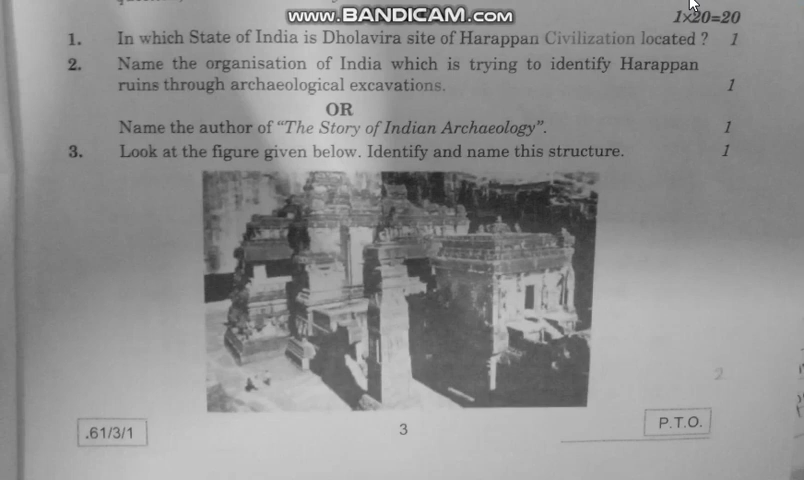 www.BANDICAM.com
1×20=20
1. In which State of India is Dholavira site of Harappan Civilization located ? 1
2. Name the organisation of India which is trying to identify Harappan
ruins through archaeological excavations. 1
OR
Name the author of “The Story of Indian Archaeology”. 1
3. Look at the figure given below. Identify and name this structure. 1
2
.61/3/1 3 P.T.O.